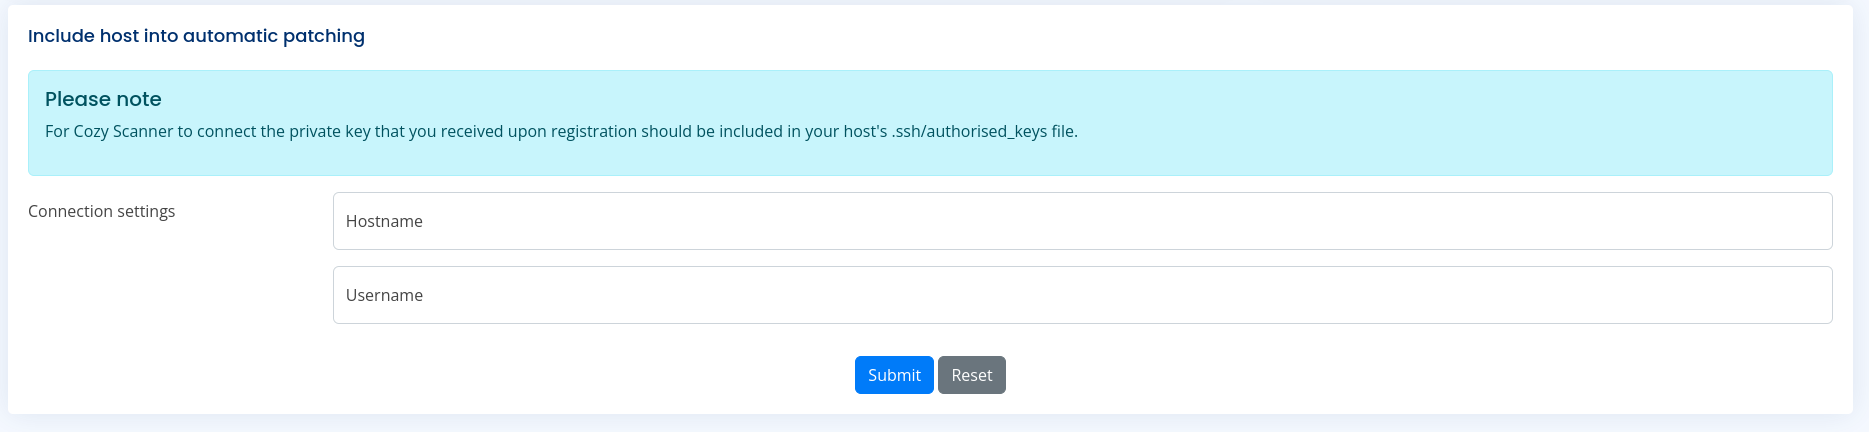 Include host into automatic patching
Please note
For Cozy Scanner to connect the private key that you received upon registration should be included in your host's .ssh/authorised_keys file.
Connection settings
Hostname
Username
Submit Reset